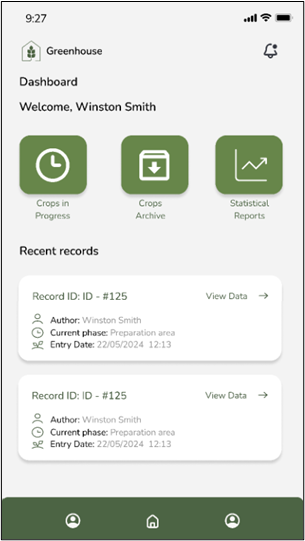 9:27
Greenhouse
Dashboard
Welcome, Winston Smith
Crops in
Progress
Crops
Archive
Statistical
Reports
Recent records
Record ID: ID - #125
View Data
Author: Winston Smith
Current phase: Preparation area
Entry Date: 22/05/2024 12:13
Record ID: ID - #125
View Data
Author: Winston Smith
Current phase: Preparation area
Entry Date: 22/05/2024 12:13